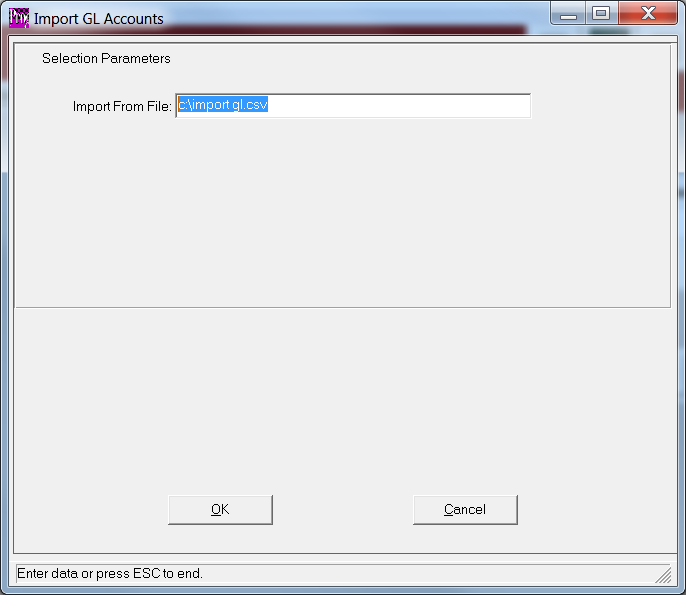 Import GL Accounts
Selection Parameters
Import From File: c:\import gl.csv
OK
Cancel
Enter data or press ESC to end.